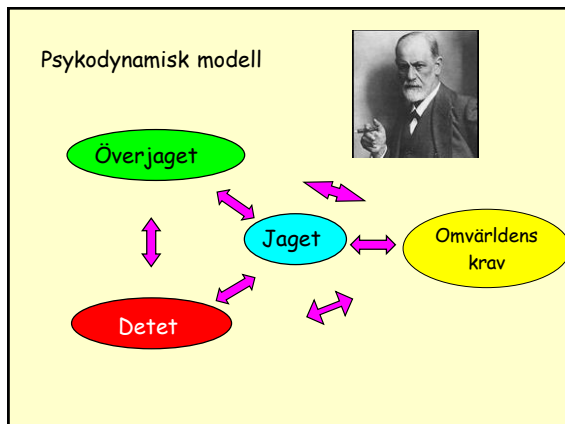 Psykodynamisk modell
Överjaget
Jaget
Omvärldens
krav
Detet